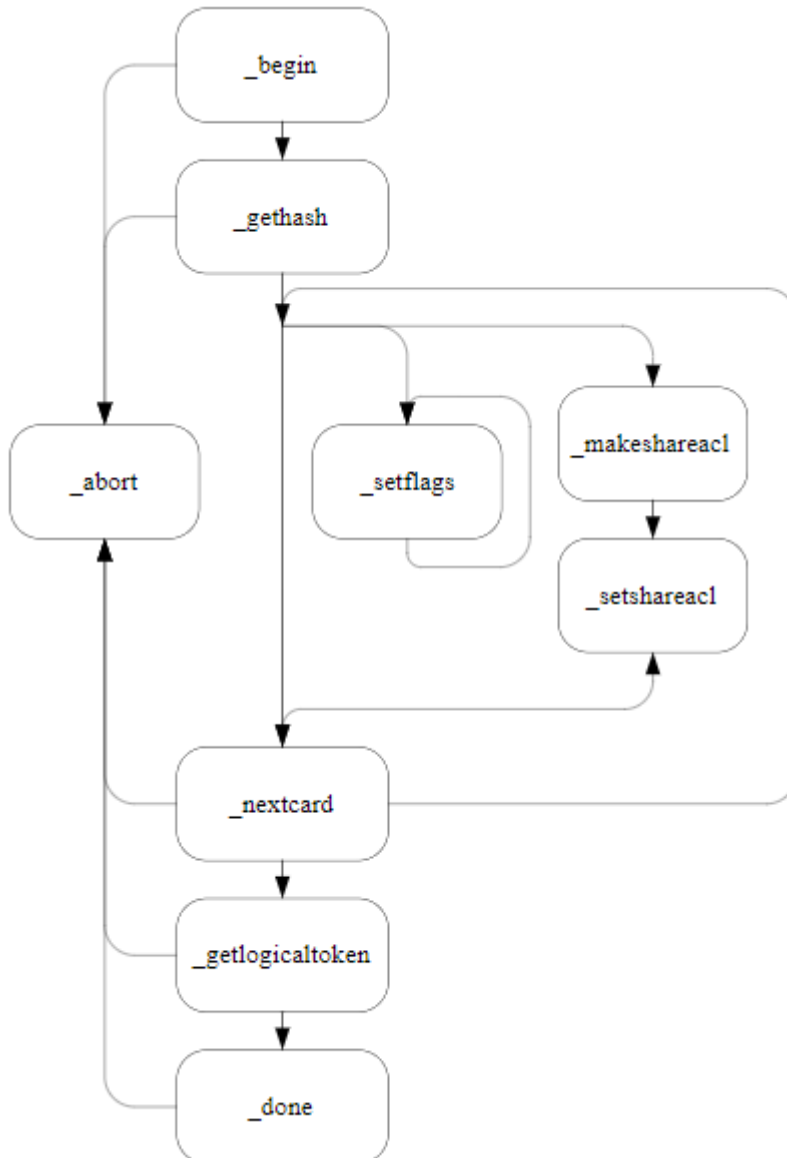 _begin
_gethash
_makeshareacl
_abort
_setflags
_setshareacl
_nextcard
_getlogicaltoken
_done